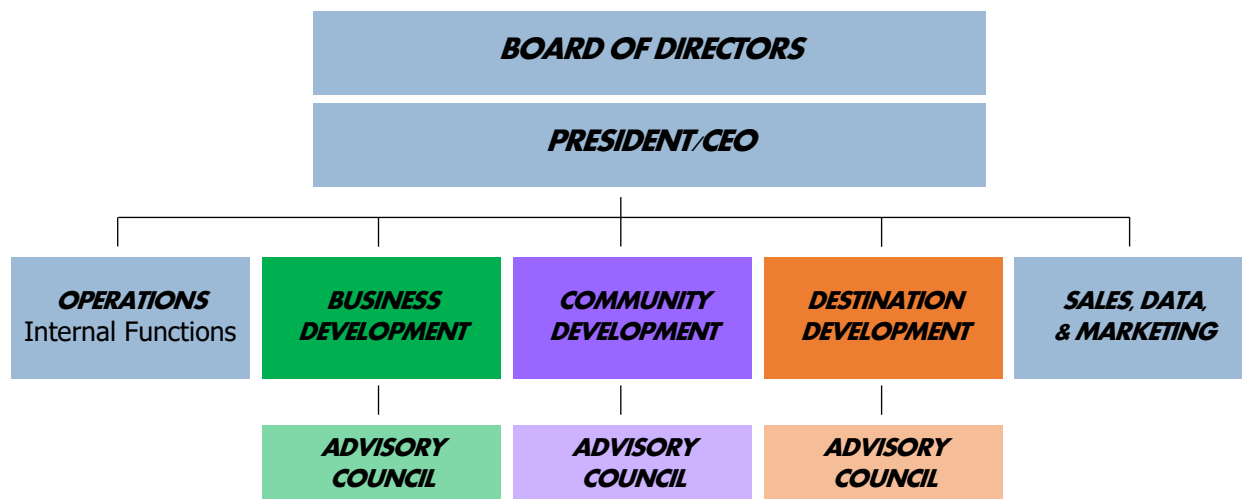 BOARD OF DIRECTORS
PRESIDENT/CEO
OPERATIONS
Internal Functions
BUSINESS
DEVELOPMENT
COMMUNITY
DEVELOPMENT
DESTINATION
DEVELOPMENT
SALES, DATA,
& MARKETING
ADVISORY
COUNCIL
ADVISORY
COUNCIL
ADVISORY
COUNCIL